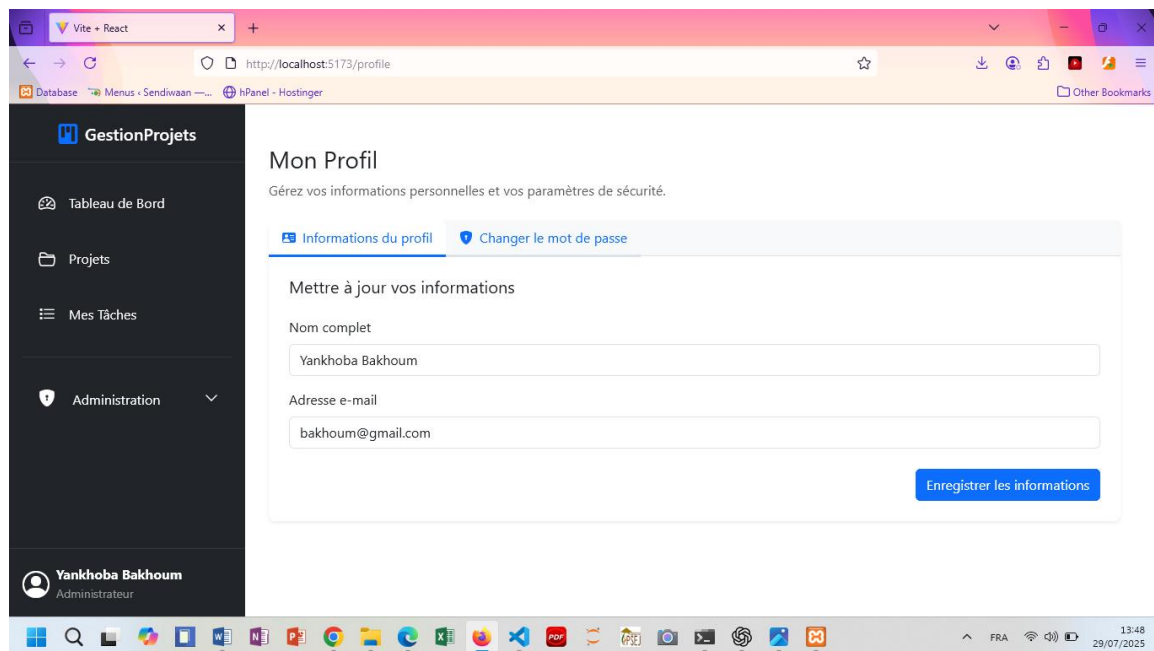 Vite + React
http://localhost:5173/profile
Database
Menus ‹ Sendiwaan —...
hPanel - Hostinger
Other Bookmarks
GestionProjets
Tableau de Bord
Projets
Mes Tâches
Administration
Yankhoba Bakhoum
Administrateur
Mon Profil
Gérez vos informations personnelles et vos paramètres de sécurité.
Informations du profil
Changer le mot de passe
Mettre à jour vos informations
Nom complet
Yankhoba Bakhoum
Adresse e-mail
bakhoum@gmail.com
Enregistrer les informations
PDF
FRA
13:48
29/07/2025